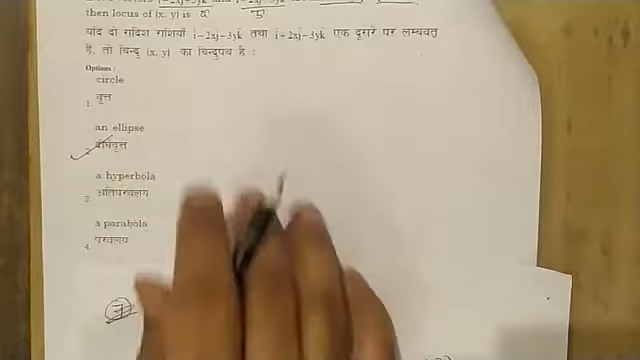 then locus of (x, y) is
यदि दो सदिश राशियाँ i−2xj−3yk तथा i+2xj−3yk एक दूसरे पर लम्बवत्
हैं, तो बिन्दु (x, y) का बिन्दुपथ है :
Options :
circle
1. वृत्त
an ellipse
2. दीर्घवृत्त
a hyperbola
3. अतिपरवलय
a parabola
4. परवलय